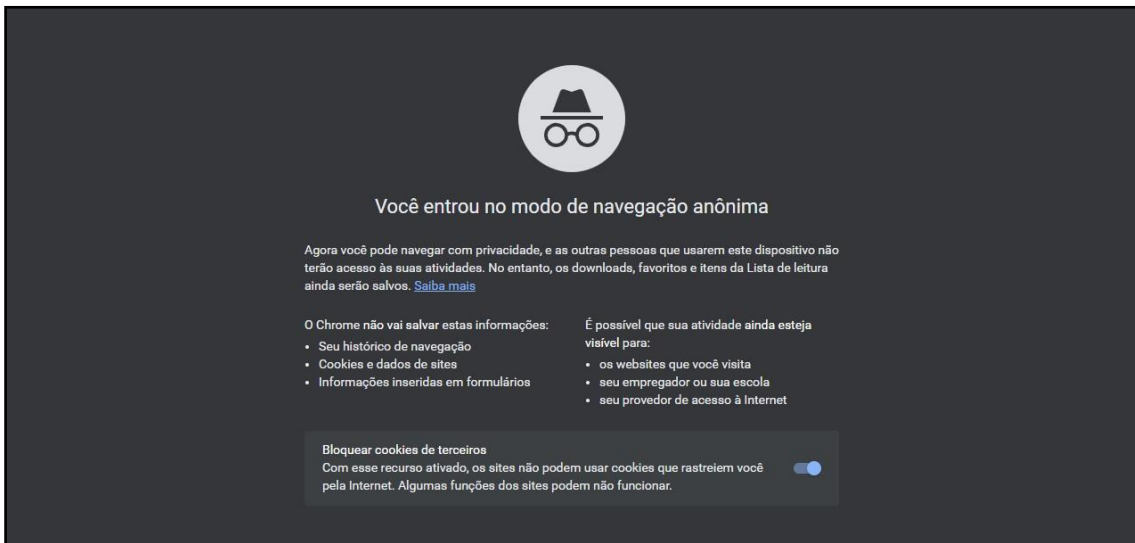 Você entrou no modo de navegação anônima
Agora você pode navegar com privacidade, e as outras pessoas que usarem este dispositivo não
terão acesso às suas atividades. No entanto, os downloads, favoritos e itens da Lista de leitura
ainda serão salvos. Saiba mais
O Chrome não vai salvar estas informações:
• Seu histórico de navegação
• Cookies e dados de sites
• Informações inseridas em formulários
É possível que sua atividade ainda esteja
visível para:
• os websites que você visita
• seu empregador ou sua escola
• seu provedor de acesso à Internet
Bloquear cookies de terceiros
Com esse recurso ativado, os sites não podem usar cookies que rastreiem você
pela Internet. Algumas funções dos sites podem não funcionar.